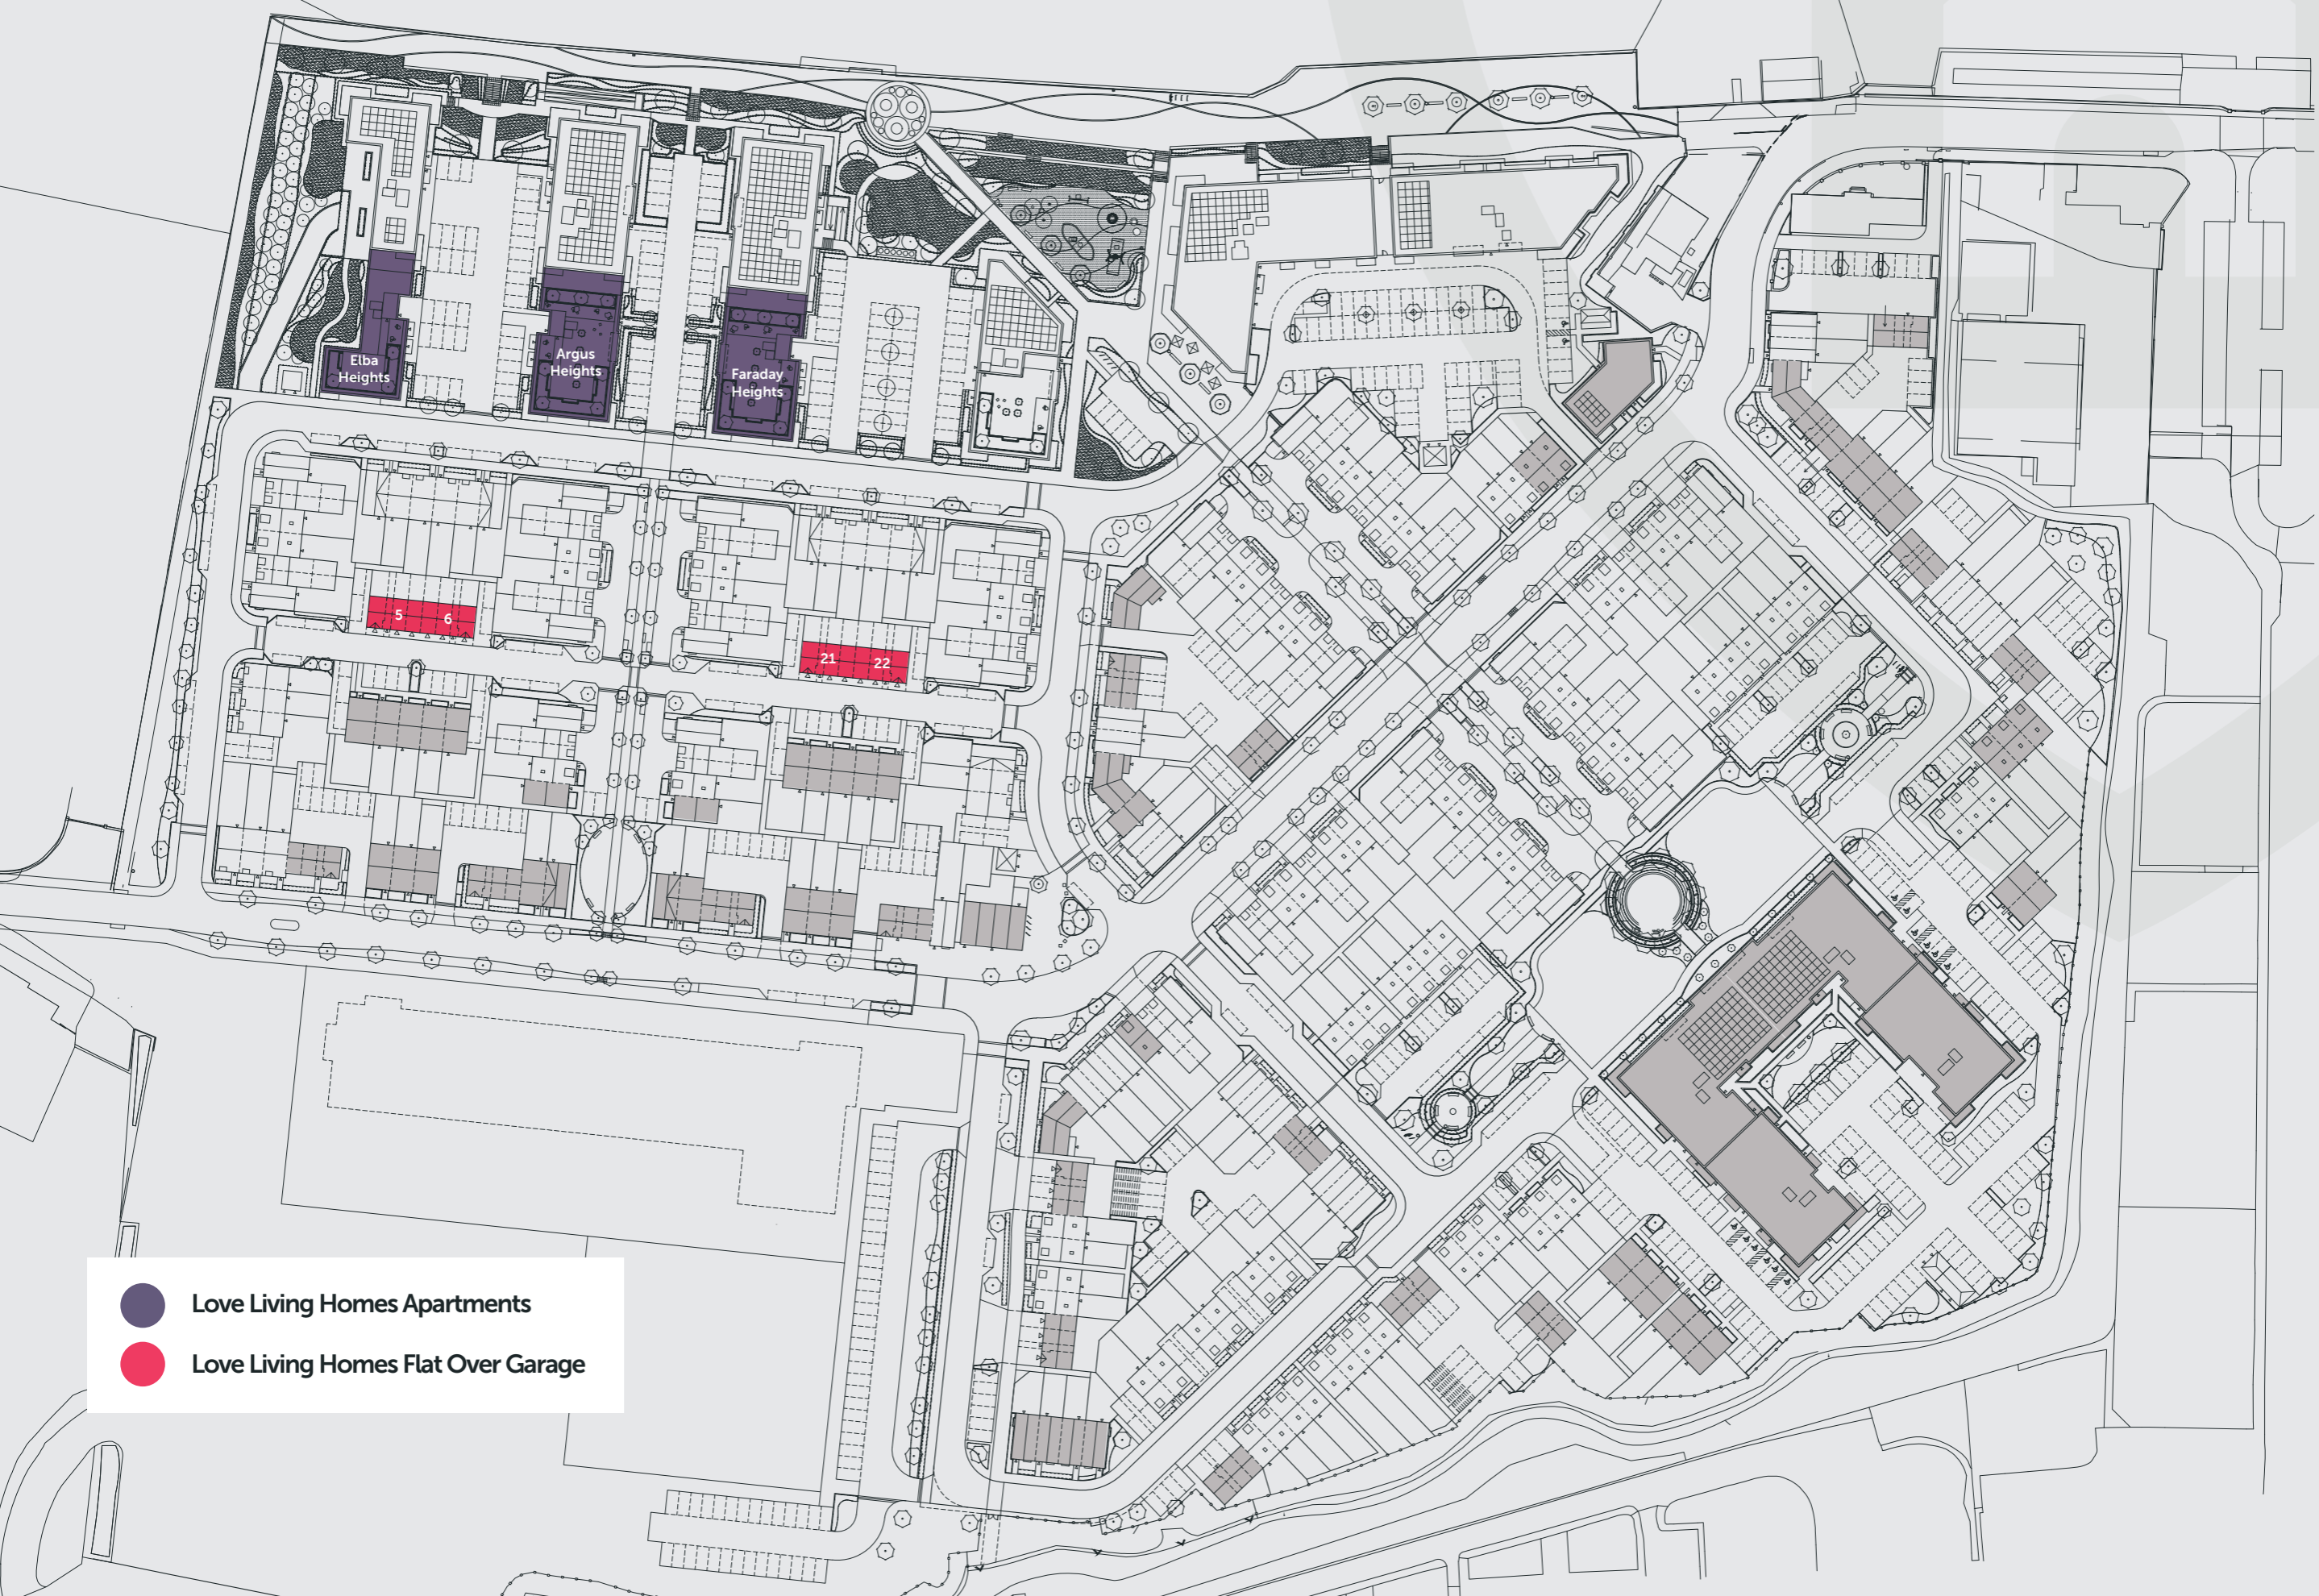 Elba
Heights
Argus
Heights
Faraday
Heights
5
6
21
22
Love Living Homes Apartments
Love Living Homes Flat Over Garage